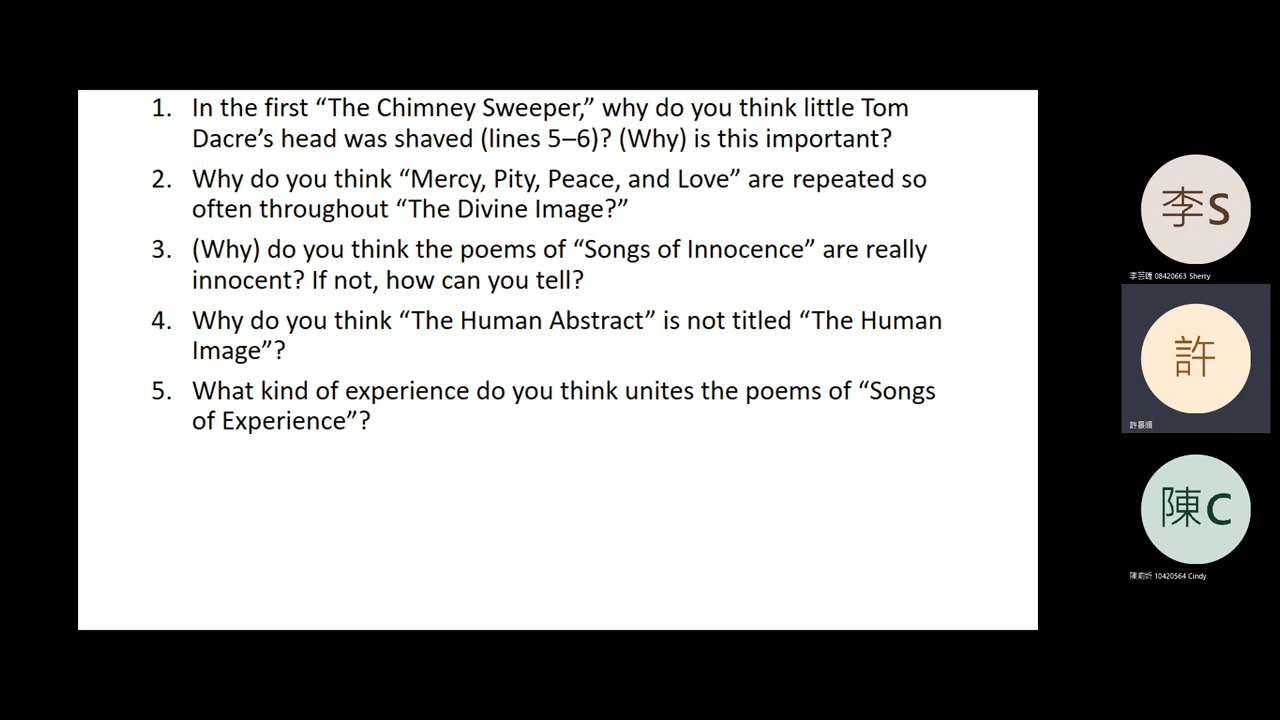 1. In the first “The Chimney Sweeper,” why do you think little Tom
Dacre’s head was shaved (lines 5–6)? (Why) is this important?
2. Why do you think “Mercy, Pity, Peace, and Love” are repeated so
often throughout “The Divine Image?”
3. (Why) do you think the poems of “Songs of Innocence” are really
innocent? If not, how can you tell?
4. Why do you think “The Human Abstract” is not titled “The Human
Image”?
5. What kind of experience do you think unites the poems of “Songs
of Experience”?
李S
08420663 Sherry
許
陳C
10420564 Cindy